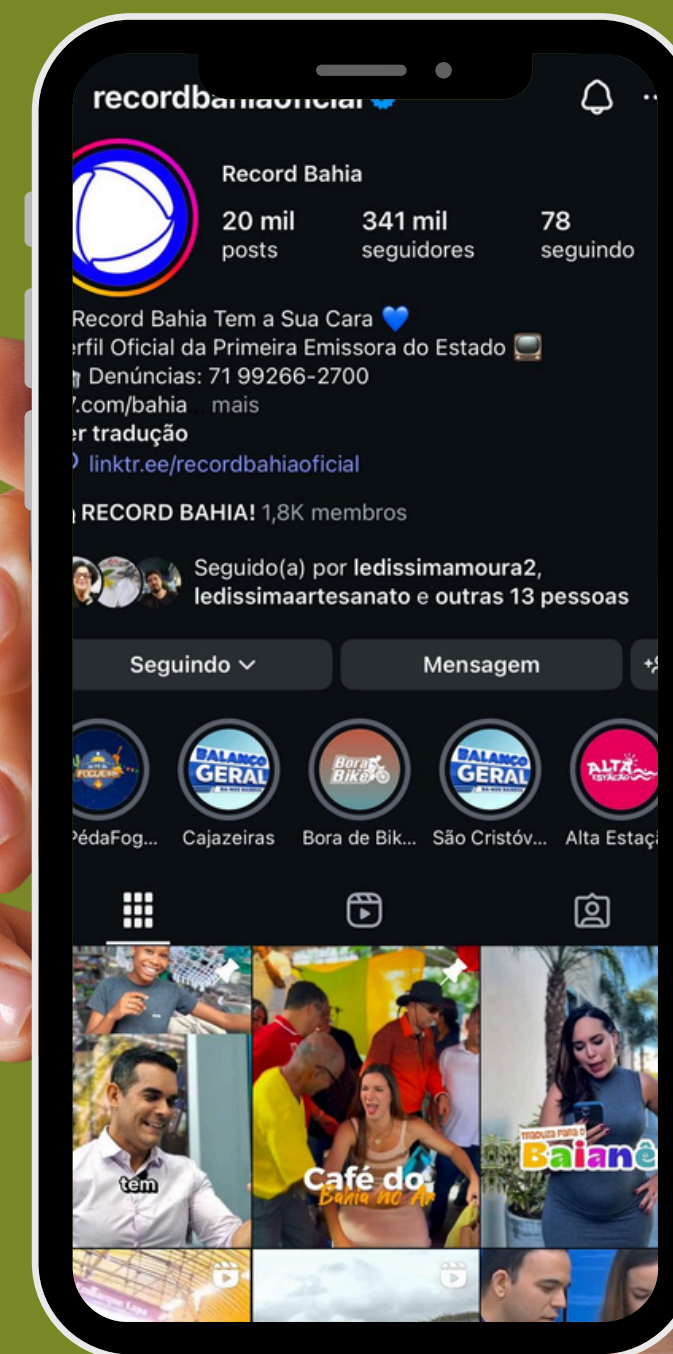 recordbahiaoficial
Record Bahia
20 mil 341 mil 78
posts seguidores seguindo
Record Bahia Tem a Sua Cara 💙
erfil Oficial da Primeira Emissora do Estado 📺
Denúncias: 71 99266-2700
7.com/bahia ... mais
er tradução
linktr.ee/recordbahiaoficial
RECORD BAHIA! 1,8K membros
Seguido(a) por ledissimamoura2,
ledissimaartesanato e outras 13 pessoas
Seguindo Mensagem
FOGUEIRA
BALANÇO
GERAL
Bora
Bike
BALANÇO
GERAL
ALTA
ESTAÇÃO
PédaFog... Cajazeiras Bora de Bik... São Cristóv... Alta Estaçã
tem
Café do
Bahia no Ar
TRADUZA PARA O
Baianê